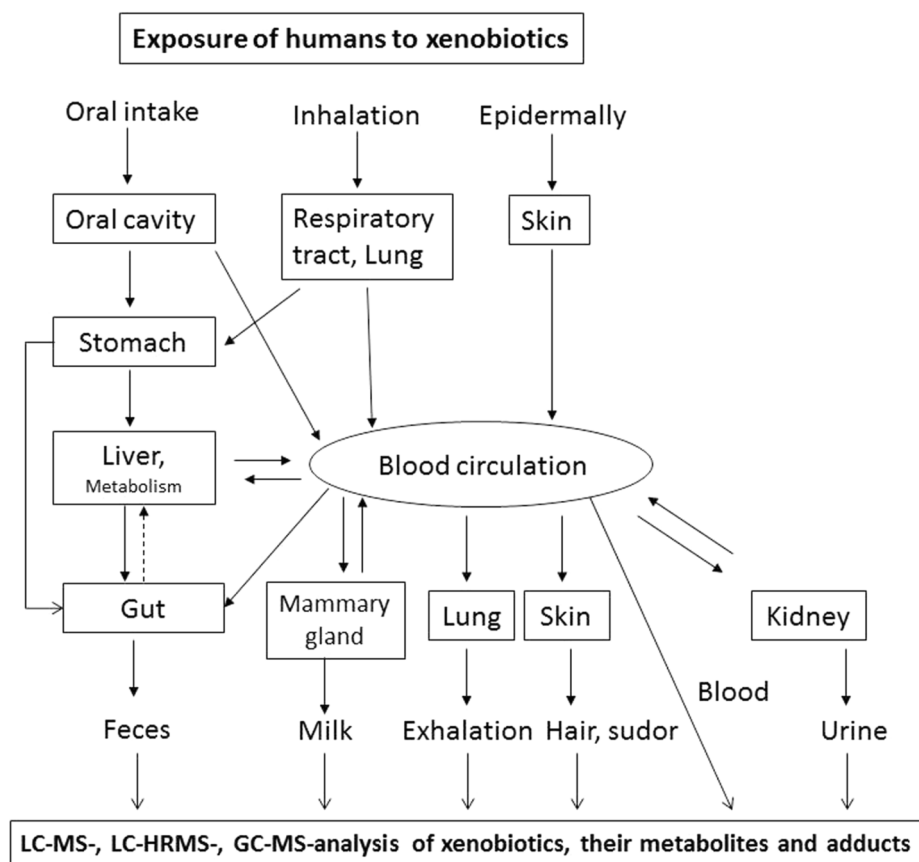 Exposure of humans to xenobiotics
Oral intake
Inhalation
Epidermally
Oral cavity
Respiratory
tract, Lung
Skin
Stomach
Liver,
Metabolism
Blood circulation
Gut
Mammary
gland
Lung
Skin
Kidney
Blood
Feces
Milk
Exhalation
Hair, sudor
Urine
LC-MS-, LC-HRMS-, GC-MS-analysis of xenobiotics, their metabolites and adducts